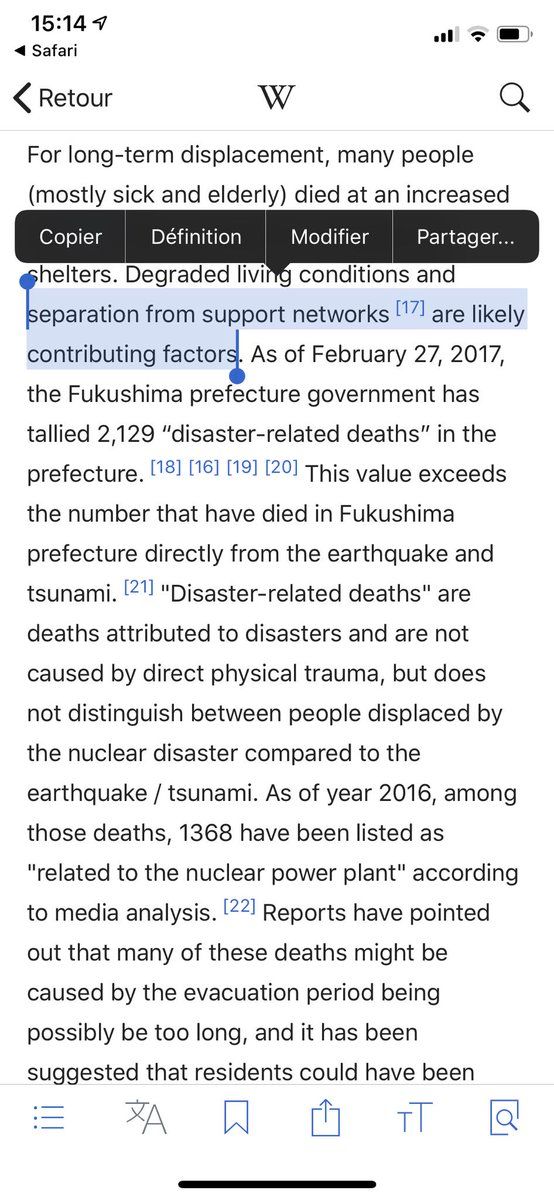 15:14
Safari
Retour
W
For long-term displacement, many people
(mostly sick and elderly) died at an increased
Copier Définition Modifier Partager...
shelters. Degraded living conditions and
separation from support networks [17] are likely
contributing factors. As of February 27, 2017,
the Fukushima prefecture government has
tallied 2,129 “disaster-related deaths” in the
prefecture. [18] [16] [19] [20] This value exceeds
the number that have died in Fukushima
prefecture directly from the earthquake and
tsunami. [21] "Disaster-related deaths" are
deaths attributed to disasters and are not
caused by direct physical trauma, but does
not distinguish between people displaced by
the nuclear disaster compared to the
earthquake / tsunami. As of year 2016, among
those deaths, 1368 have been listed as
"related to the nuclear power plant" according
to media analysis. [22] Reports have pointed
out that many of these deaths might be
caused by the evacuation period being
possibly be too long, and it has been
suggested that residents could have been
文A
TT